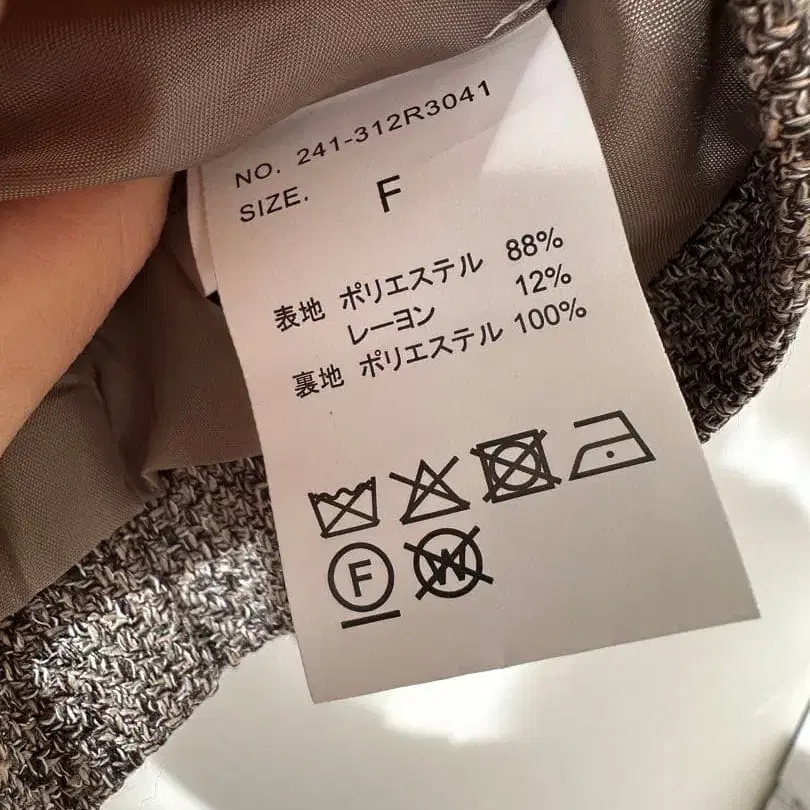 NO. 241-312R3041
SIZE. F
表地 ポリエステル 88%
レーヨン 12%
裏地 ポリエステル 100%
F W